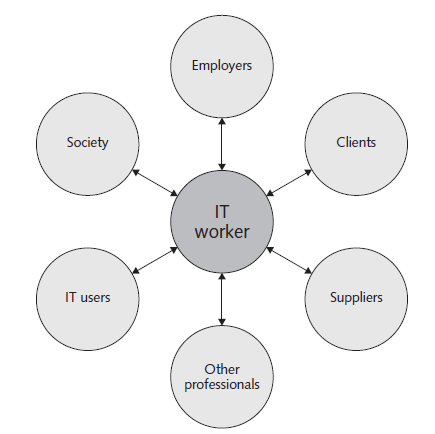 Employers
Society
Clients
IT
worker
IT users
Suppliers
Other
professionals